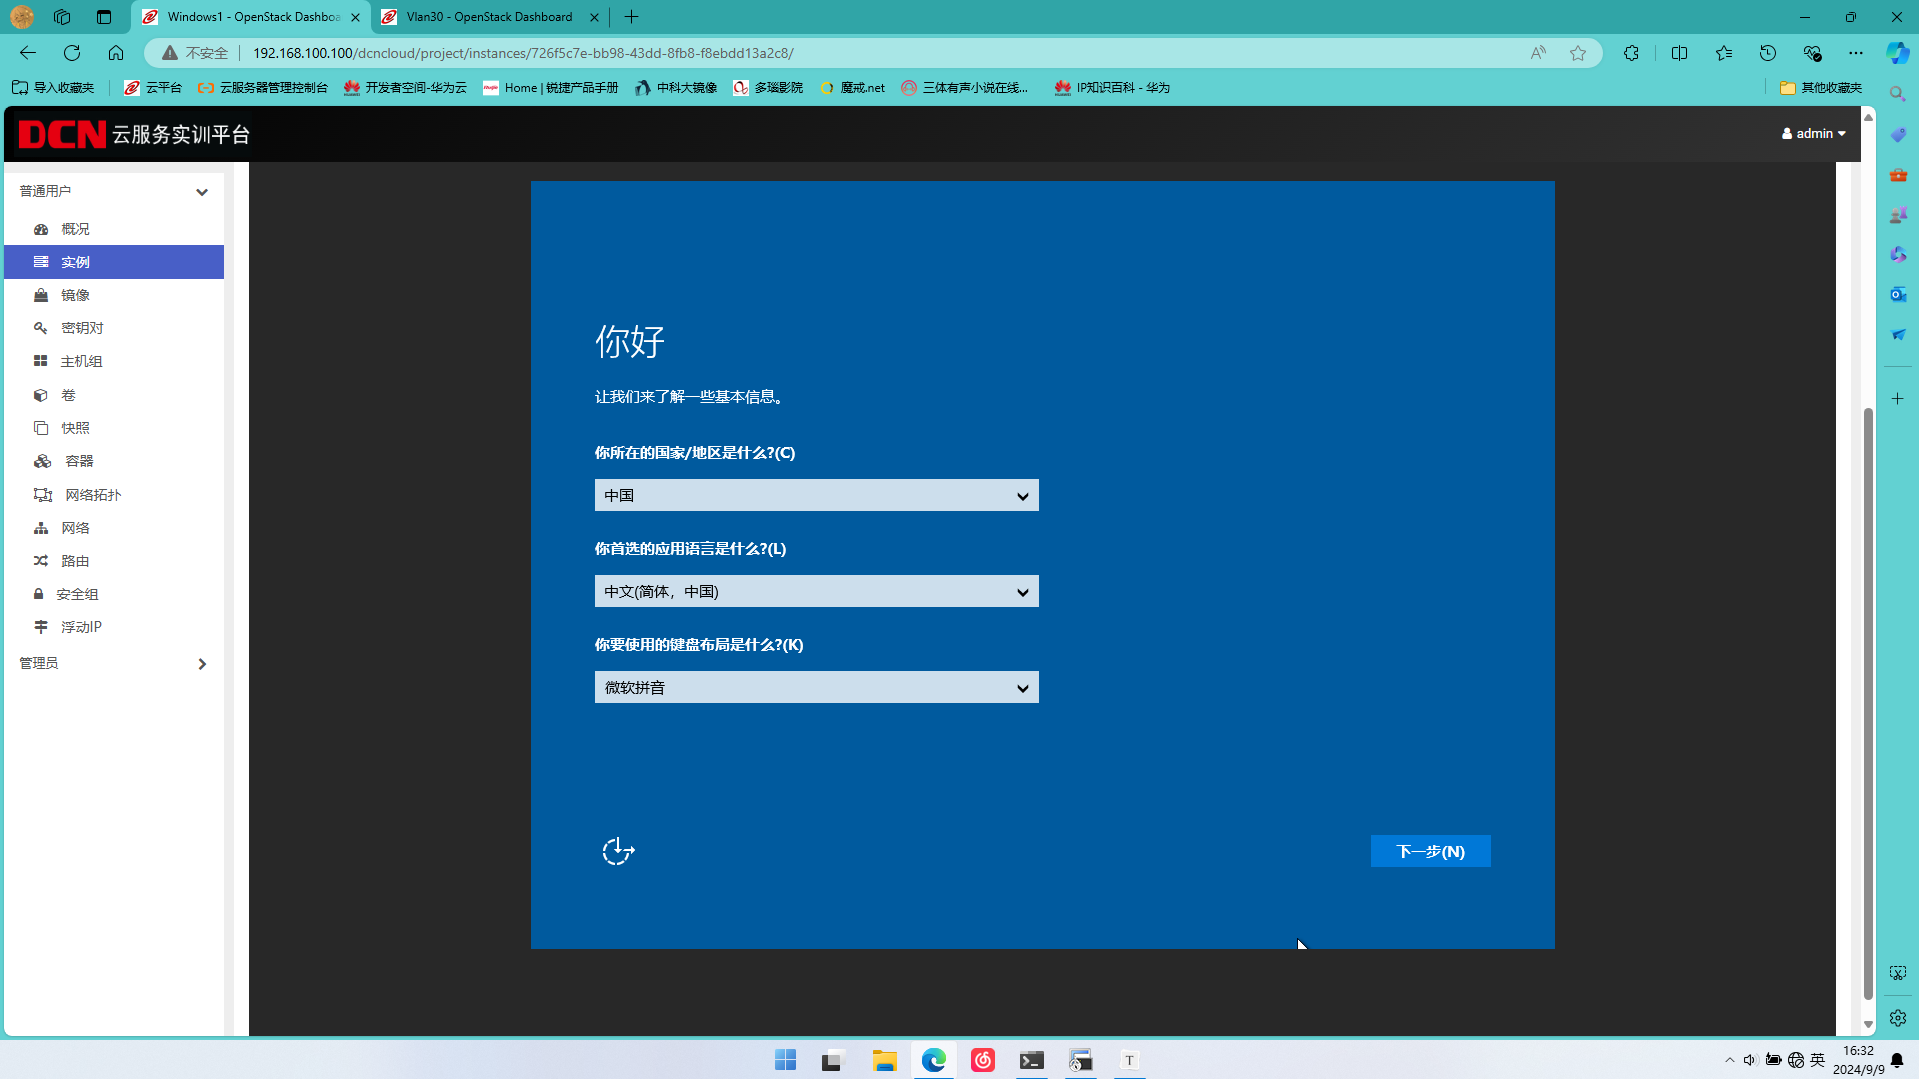 Windows1 - OpenStack Dashboa
Vlan30 - OpenStack Dashboard
不安全
192.168.100.100/dcncloud/project/instances/726f5c7e-bb98-43dd-8fb8-f8ebdd13a2c8/
导入收藏夹
云平台
云服务器管理控制台
开发者空间-华为云
Home | 锐捷产品手册
中科大镜像
多瑙影院
魔戒.net
三体有声小说在线...
IP知识百科 - 华为
其他收藏夹
DCN 云服务实训平台
admin
普通用户
概况
实例
镜像
密钥对
主机组
卷
快照
容器
网络拓扑
网络
路由
安全组
浮动IP
管理员
你好
让我们来了解一些基本信息。
你所在的国家/地区是什么?(C)
中国
你首选的应用语言是什么?(L)
中文(简体，中国)
你要使用的键盘布局是什么?(K)
微软拼音
下一步(N)
T
英
16:32
2024/9/9